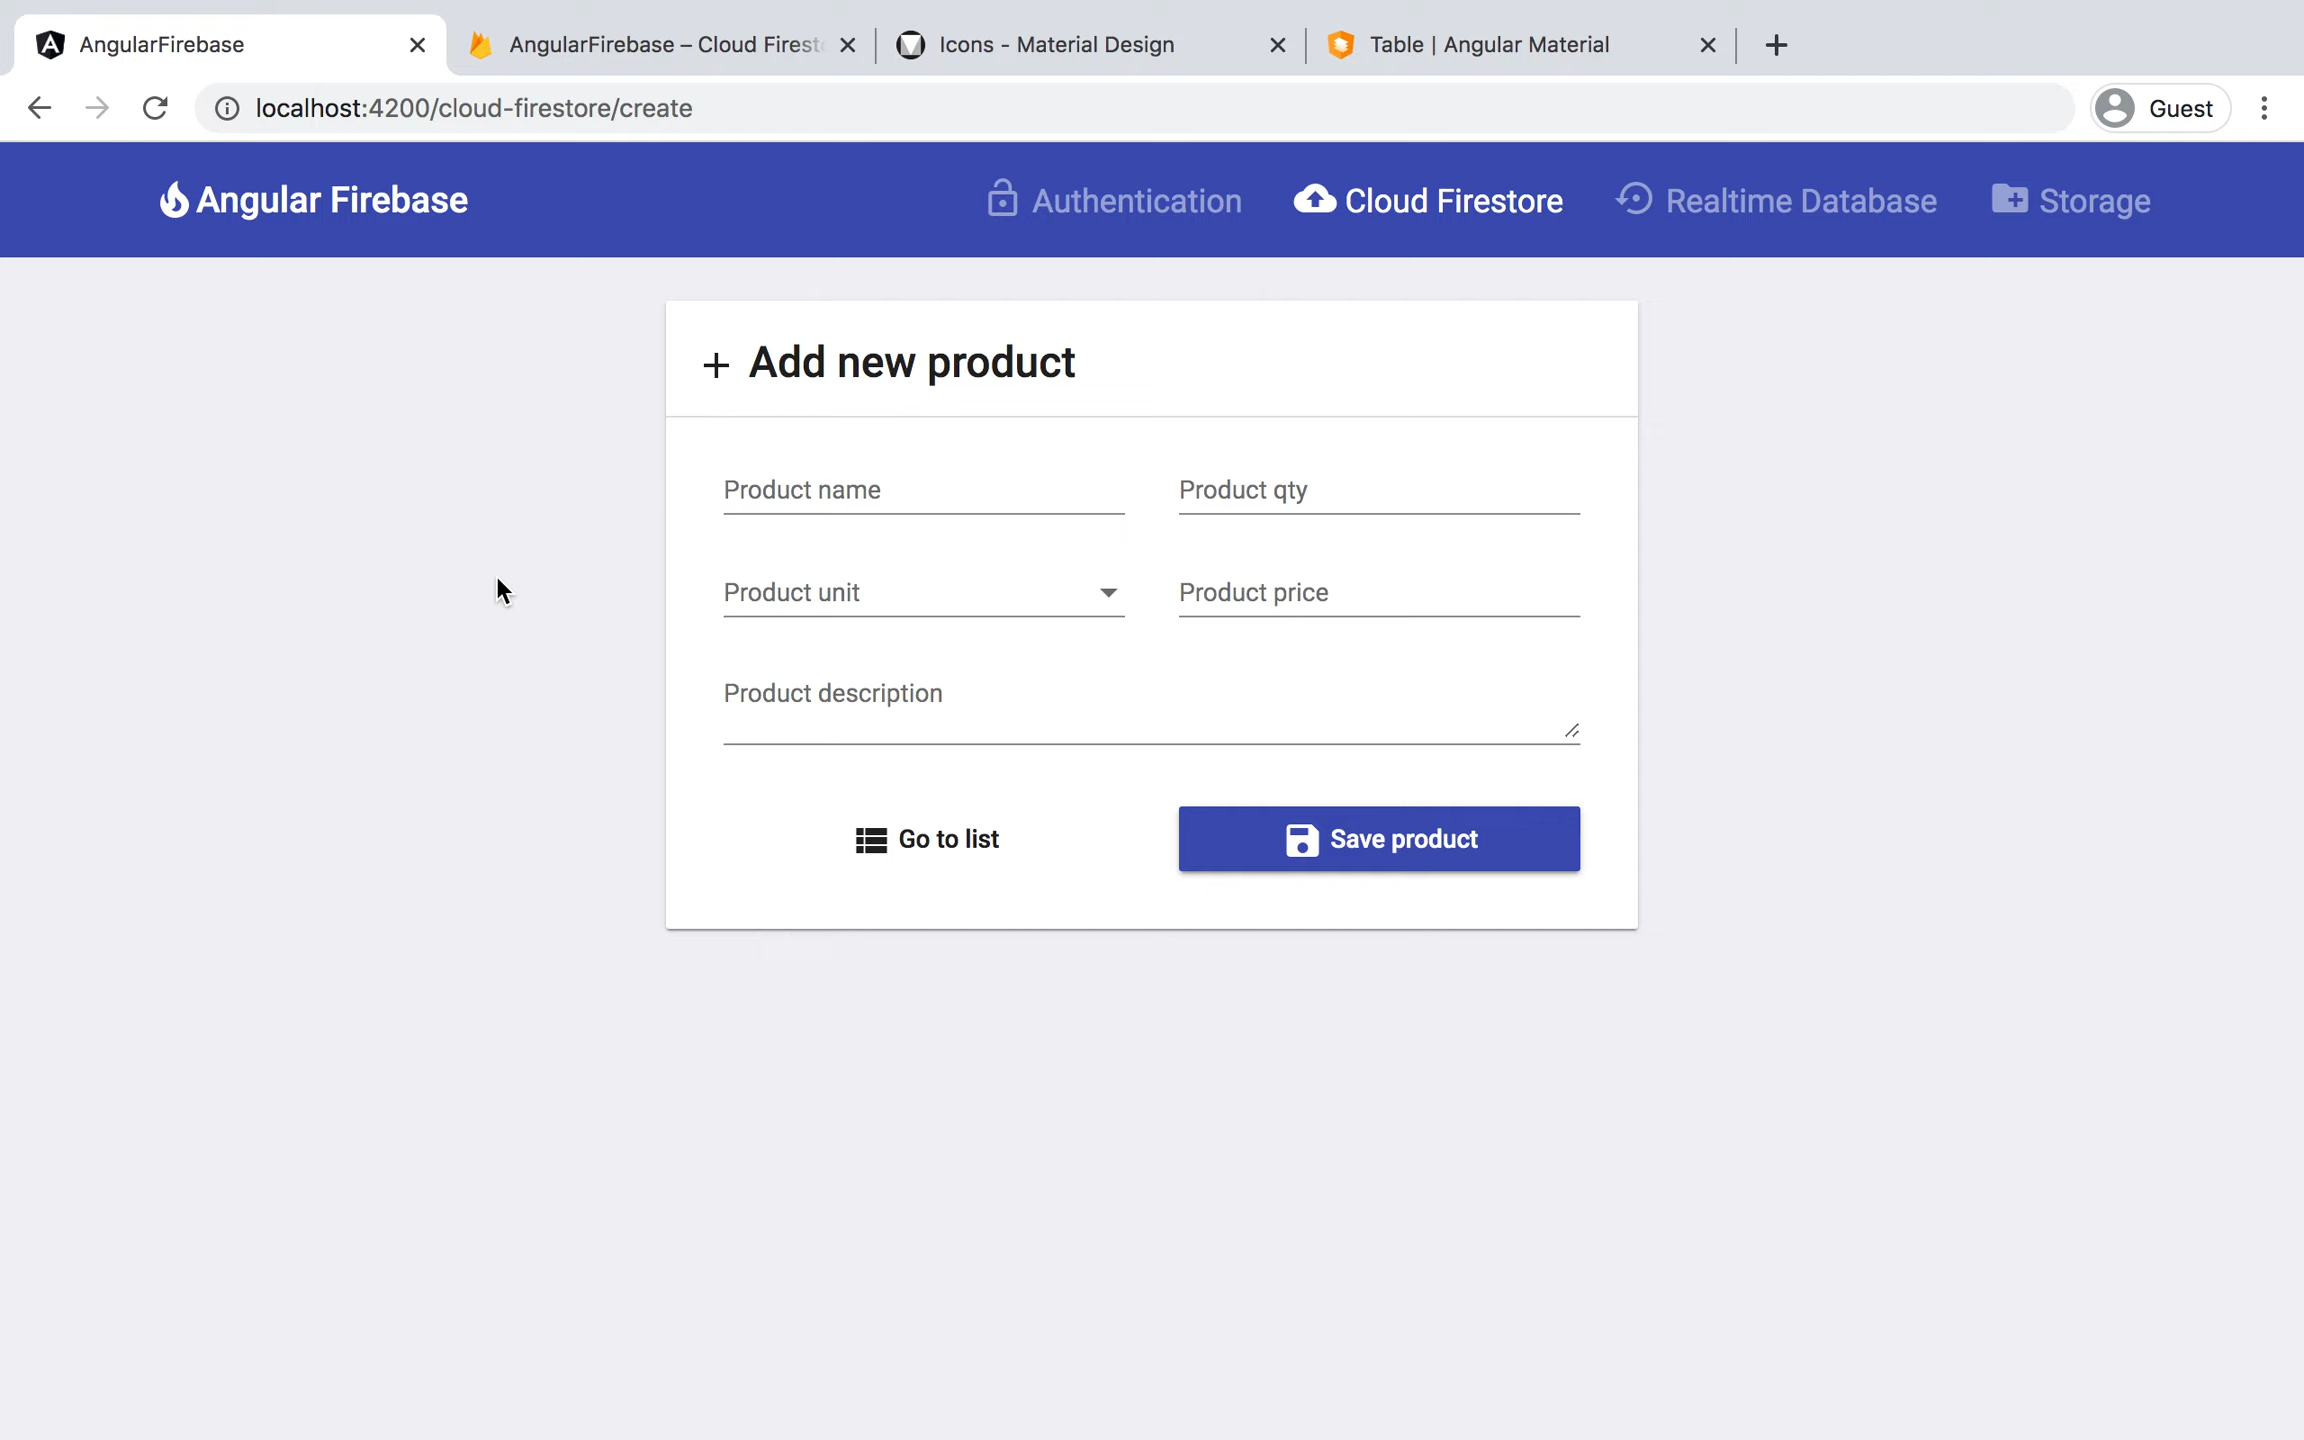 AngularFirebase
AngularFirebase – Cloud Firest
Icons - Material Design
Table | Angular Material
localhost:4200/cloud-firestore/create
Guest
Angular Firebase
Authentication
Cloud Firestore
Realtime Database
Storage
Add new product
Product name
Product qty
Product unit
Product price
Product description
Go to list
Save product